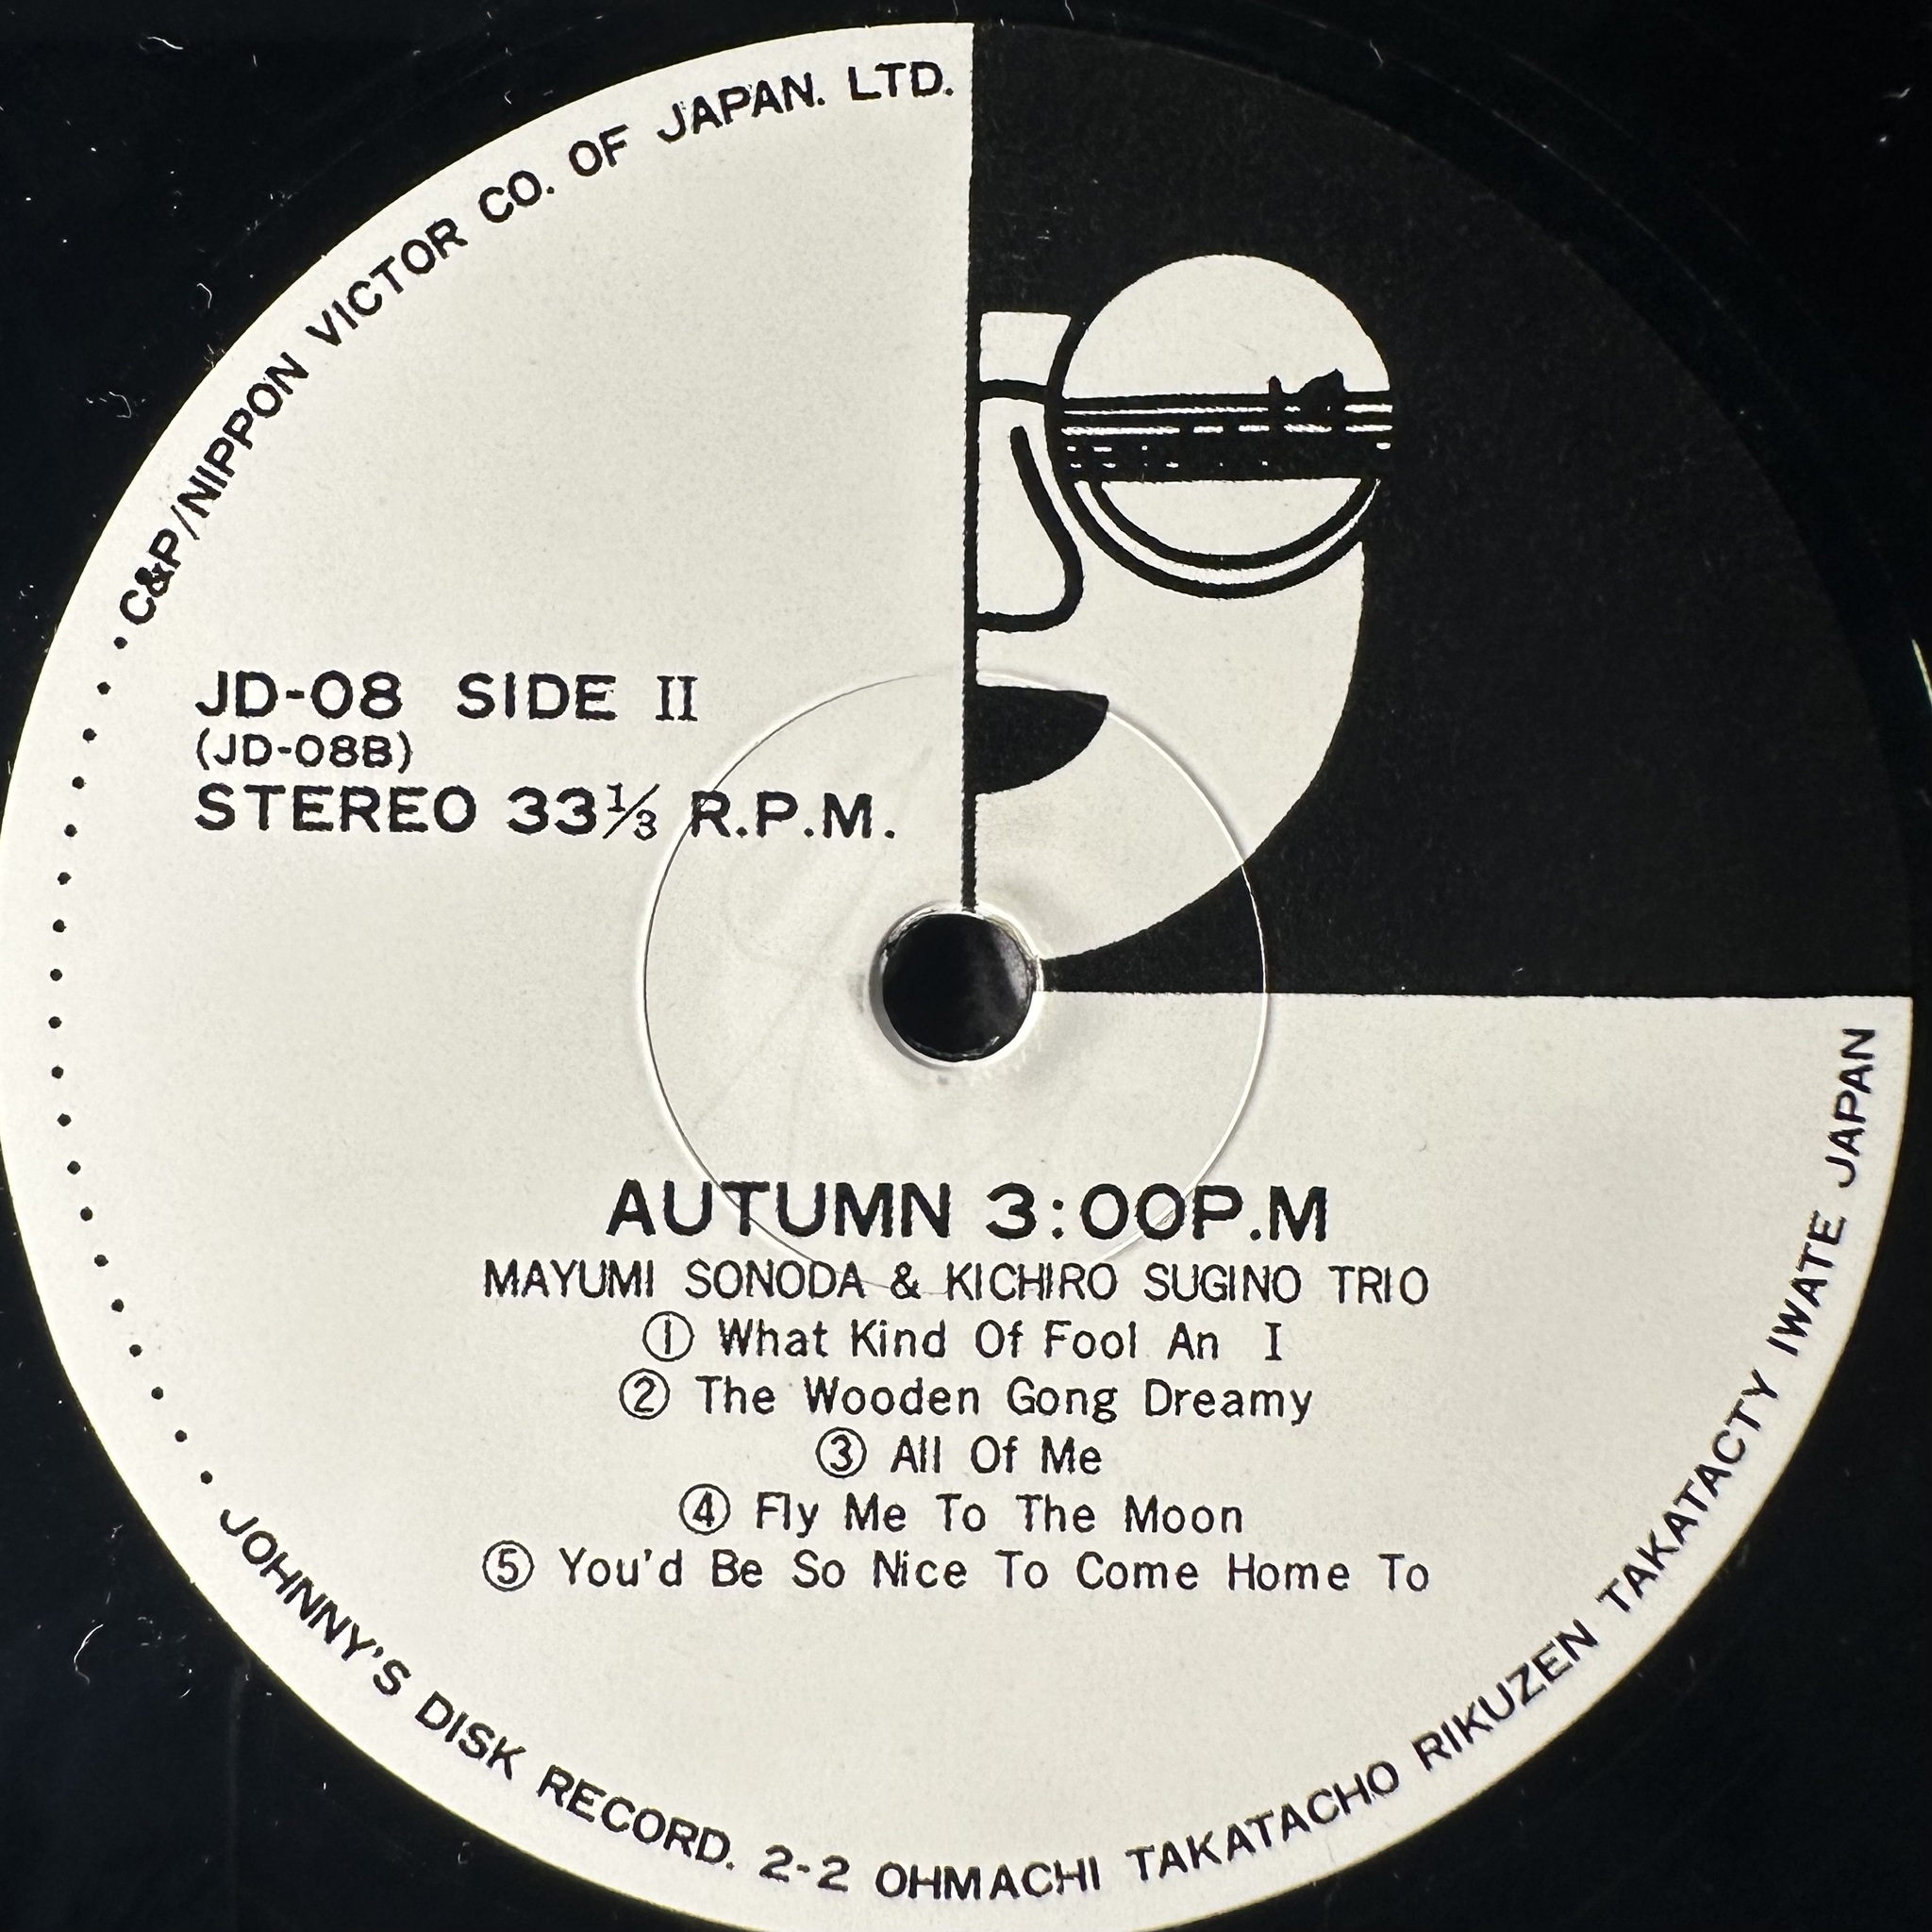 C&P/NIPPON VICTOR CO. OF JAPAN. LTD.
JD-08 SIDE II
(JD-08B)
STEREO 33⅓ R.P.M.
AUTUMN 3:00P.M
MAYUMI SONODA & KICHIRO SUGINO TRIO
① What Kind Of Fool An I
② The Wooden Gong Dreamy
③ All Of Me
④ Fly Me To The Moon
⑤ You'd Be So Nice To Come Home To
JOHNNY'S DISK RECORD. 2-2 OHMACHI TAKATACHO RIKUZEN TAKATACTY IWATE JAPAN